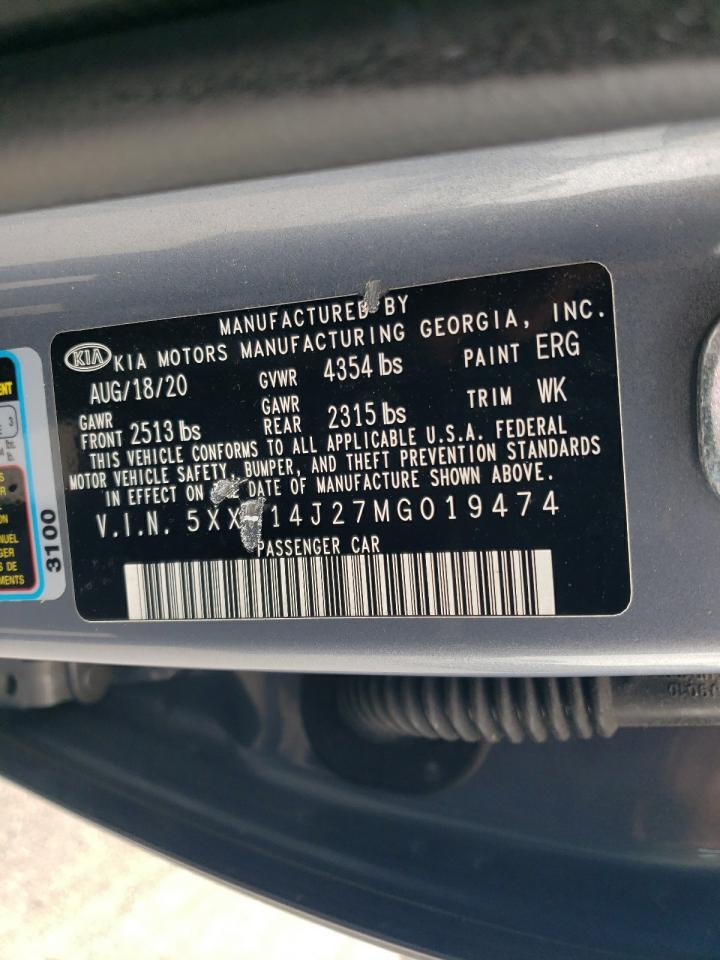 MANUFACTURED BY
KIA KIA MOTORS MANUFACTURING GEORGIA, INC.
AUG/18/20 GVWR 4354 lbs PAINT ERG
GAWR FRONT 2513 lbs GAWR REAR 2315 lbs TRIM WK
THIS VEHICLE CONFORMS TO ALL APPLICABLE U.S.A. FEDERAL
MOTOR VEHICLE SAFETY, BUMPER, AND THEFT PREVENTION STANDARDS
IN EFFECT ON DATE OF MANUFACTURE SHOWN ABOVE.
V.I.N. 5XX 14J27MG019474
PASSENGER CAR
3100